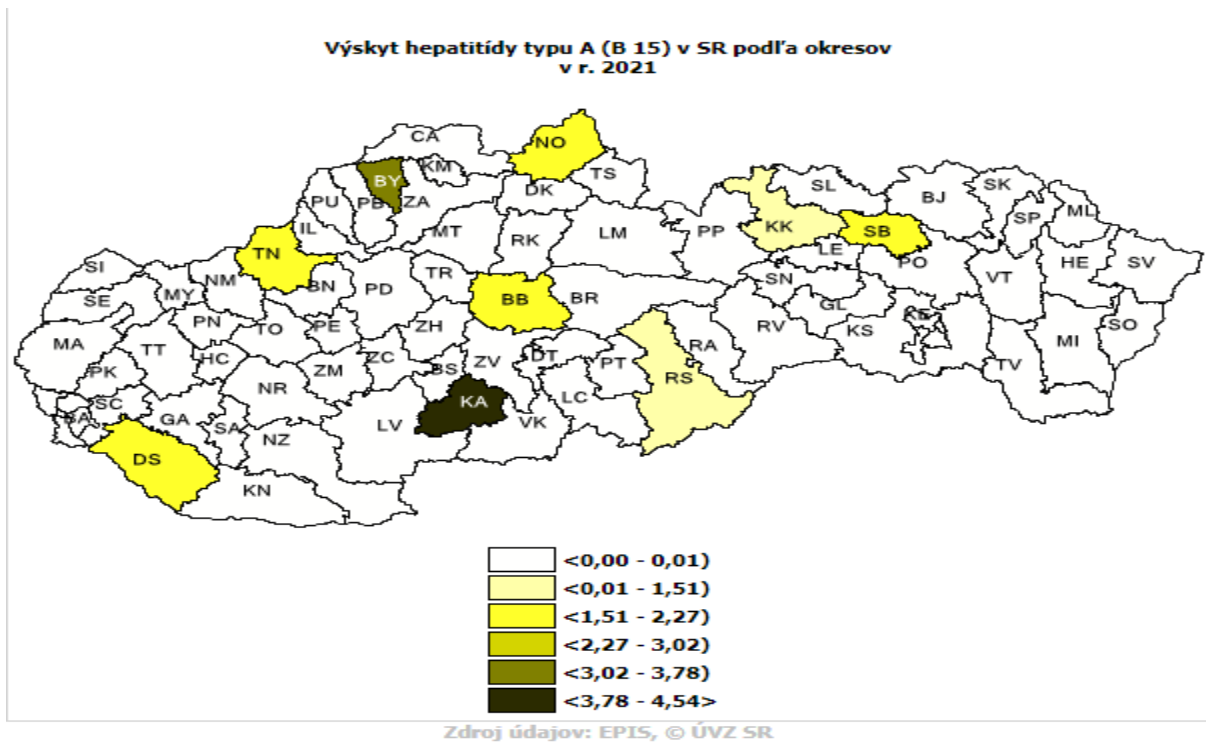 Výskyt hepatitídy typu A (B 15) v SR podľa okresov
v r. 2021
CA
NO
BY
KM
TS
PU
PB
ZA
DK
SL
BJ
SK
ML
SP
IL
MT
RK
LM
PP
KK
SB
LE
PO
VT
HE
SV
TN
SI
NM
BN
PD
TR
SN
SE
MY
BB
BR
GL
MA
TT
PN
TO
PE
ZH
RV
KS
KE
SO
MI
PK
HC
ZM
ZC
BS
ZV
DT
PT
RA
RS
TV
NR
KA
LC
SC
BA
GA
SA
NZ
LV
VK
DS
KN
<0,00 - 0,01)
<0,01 - 1,51)
<1,51 - 2,27)
<2,27 - 3,02)
<3,02 - 3,78)
<3,78 - 4,54>
Zdroj údajov: EPIS, © ÚVZ SR